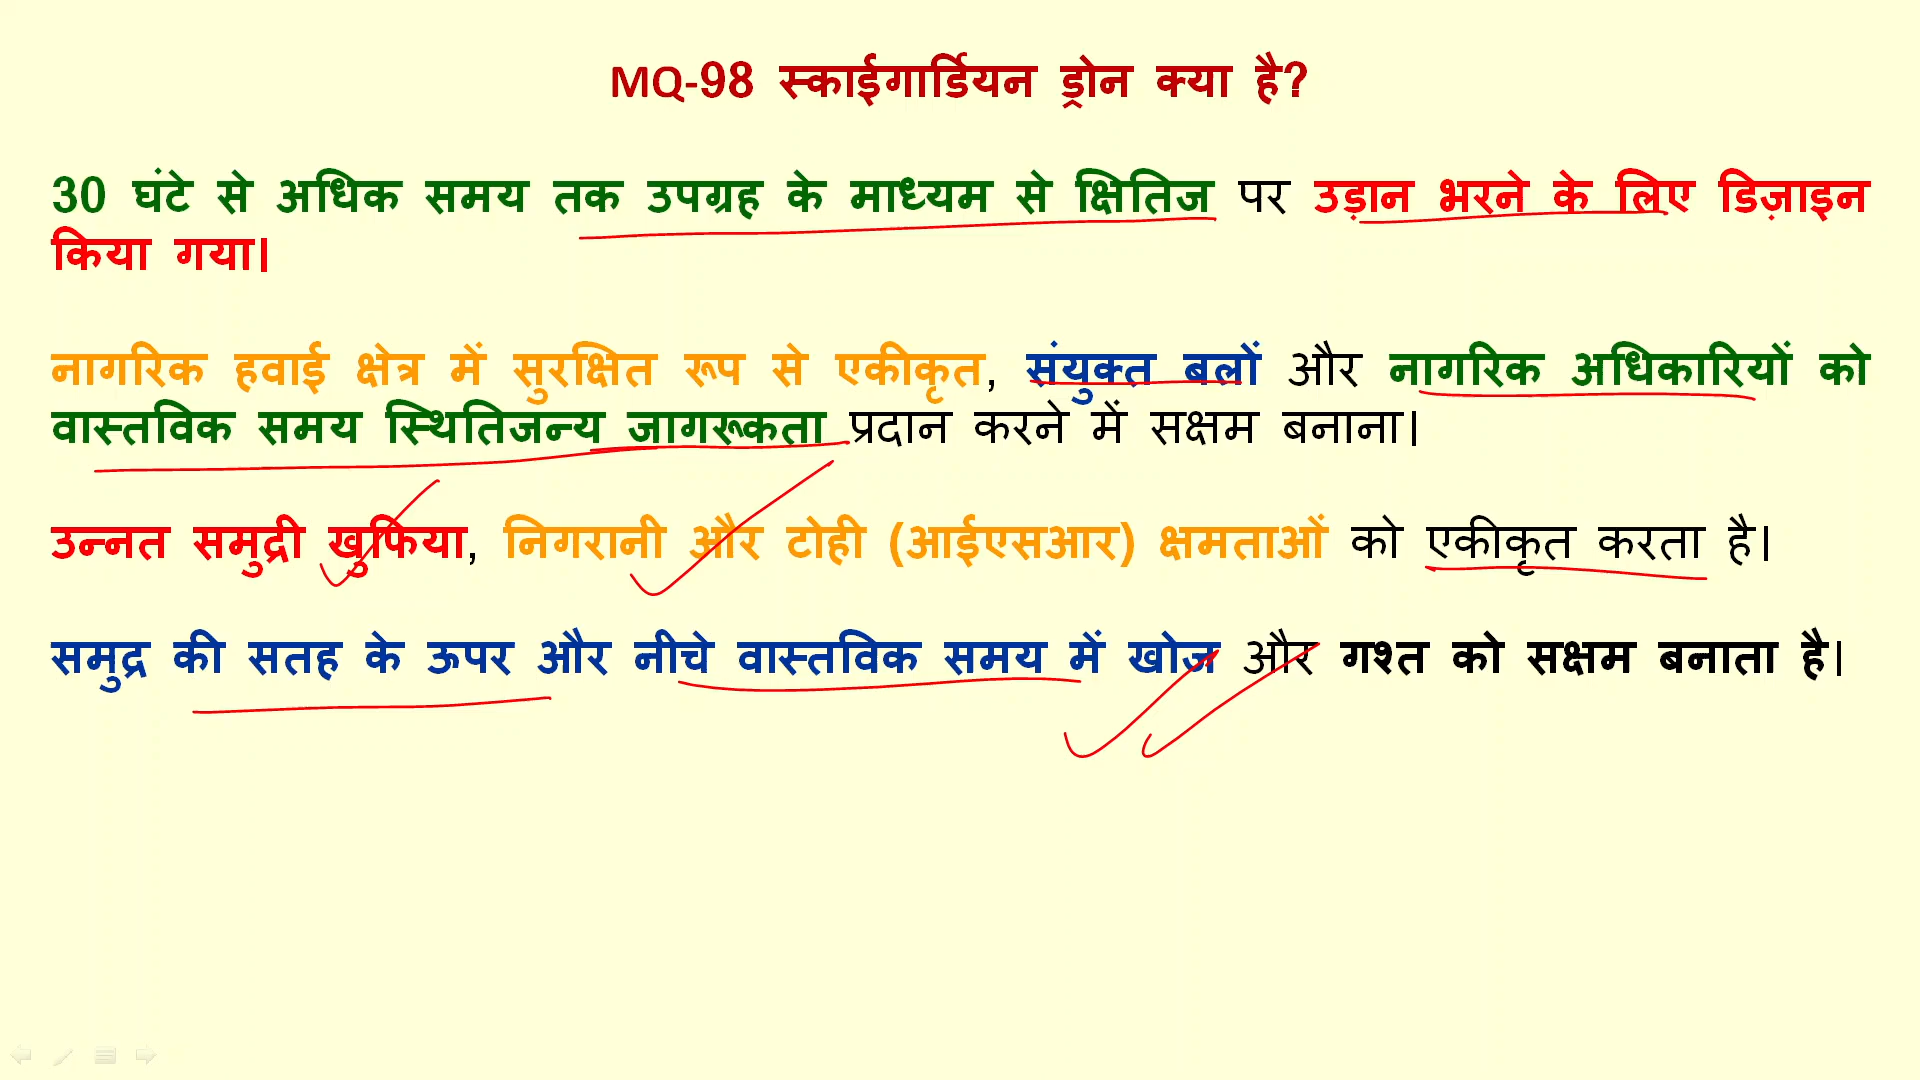 MQ-98 स्काईगार्डियन ड्रोन क्या है?
30 घंटे से अधिक समय तक उपग्रह के माध्यम से क्षितिज पर उड़ान भरने के लिए डिज़ाइन
किया गया।
नागरिक हवाई क्षेत्र में सुरक्षित रूप से एकीकृत, संयुक्त बलों और नागरिक अधिकारियों को
वास्तविक समय स्थितिजन्य जागरूकता प्रदान करने में सक्षम बनाना।
उन्नत समुद्री खुफिया, निगरानी और टोही (आईएसआर) क्षमताओं को एकीकृत करता है।
समुद्र की सतह के ऊपर और नीचे वास्तविक समय में खोज और गश्त को सक्षम बनाता है।